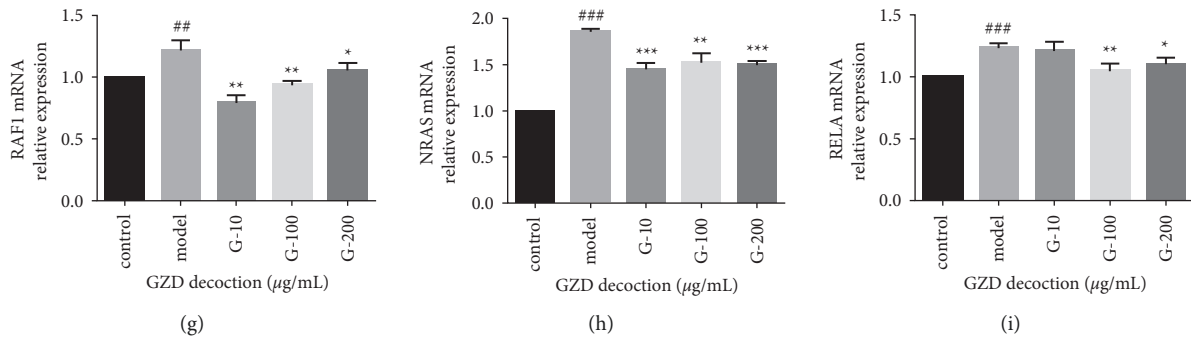 RAF1 mRNA
relative expression
1.5
1.0
0.5
0.0
##
**
**
*
control
model
G-10
G-100
G-200
GZD decoction (μg/mL)
(g)
NRAS mRNA
relative expression
2.0
1.5
1.0
0.5
0.0
###
***
**
***
control
model
G-10
G-100
G-200
GZD decoction (μg/mL)
(h)
RELA mRNA
relative expression
1.5
1.0
0.5
0.0
###
**
*
control
model
G-10
G-100
G-200
GZD decoction (μg/mL)
(i)